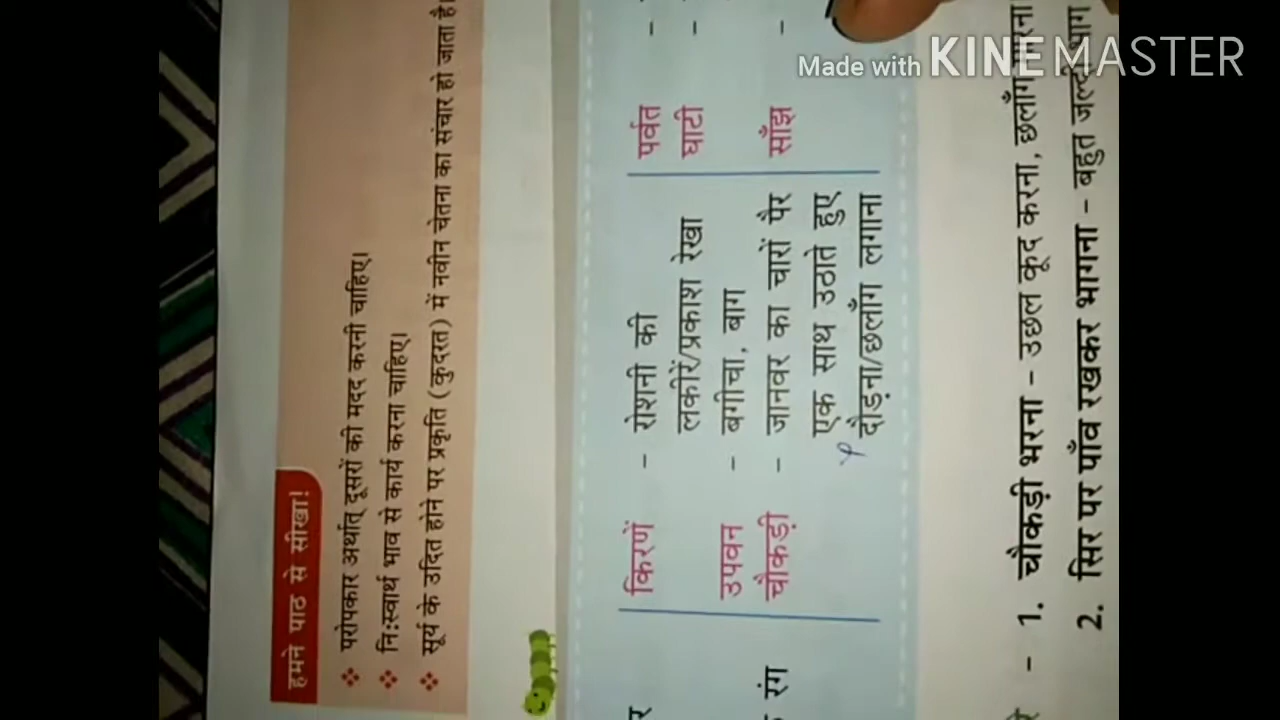 हमने पाठ से सीखा!
❖ परोपकार अर्थात् दूसरों की मदद करनी चाहिए।
❖ नि:स्वार्थ भाव से कार्य करना चाहिए।
❖ सूर्य के उदित होने पर प्रकृति (कुदरत) में नवीन चेतना का संचार हो जाता है।
किरणें - रोशनी की
लकीरें/प्रकाश रेखा
उपवन - बगीचा, बाग
चौकड़ी - जानवर का चारों पैर
एक साथ उठाते हुए
दौड़ना/छलाँग लगाना
पर्वत -
घाटी -
साँझ -
रंग
- 1. चौकड़ी भरना - उछल कूद करना, छलाँग मारना
2. सिर पर पाँव रखकर भागना - बहुत जल्दी भाग
Made with KINEMASTER